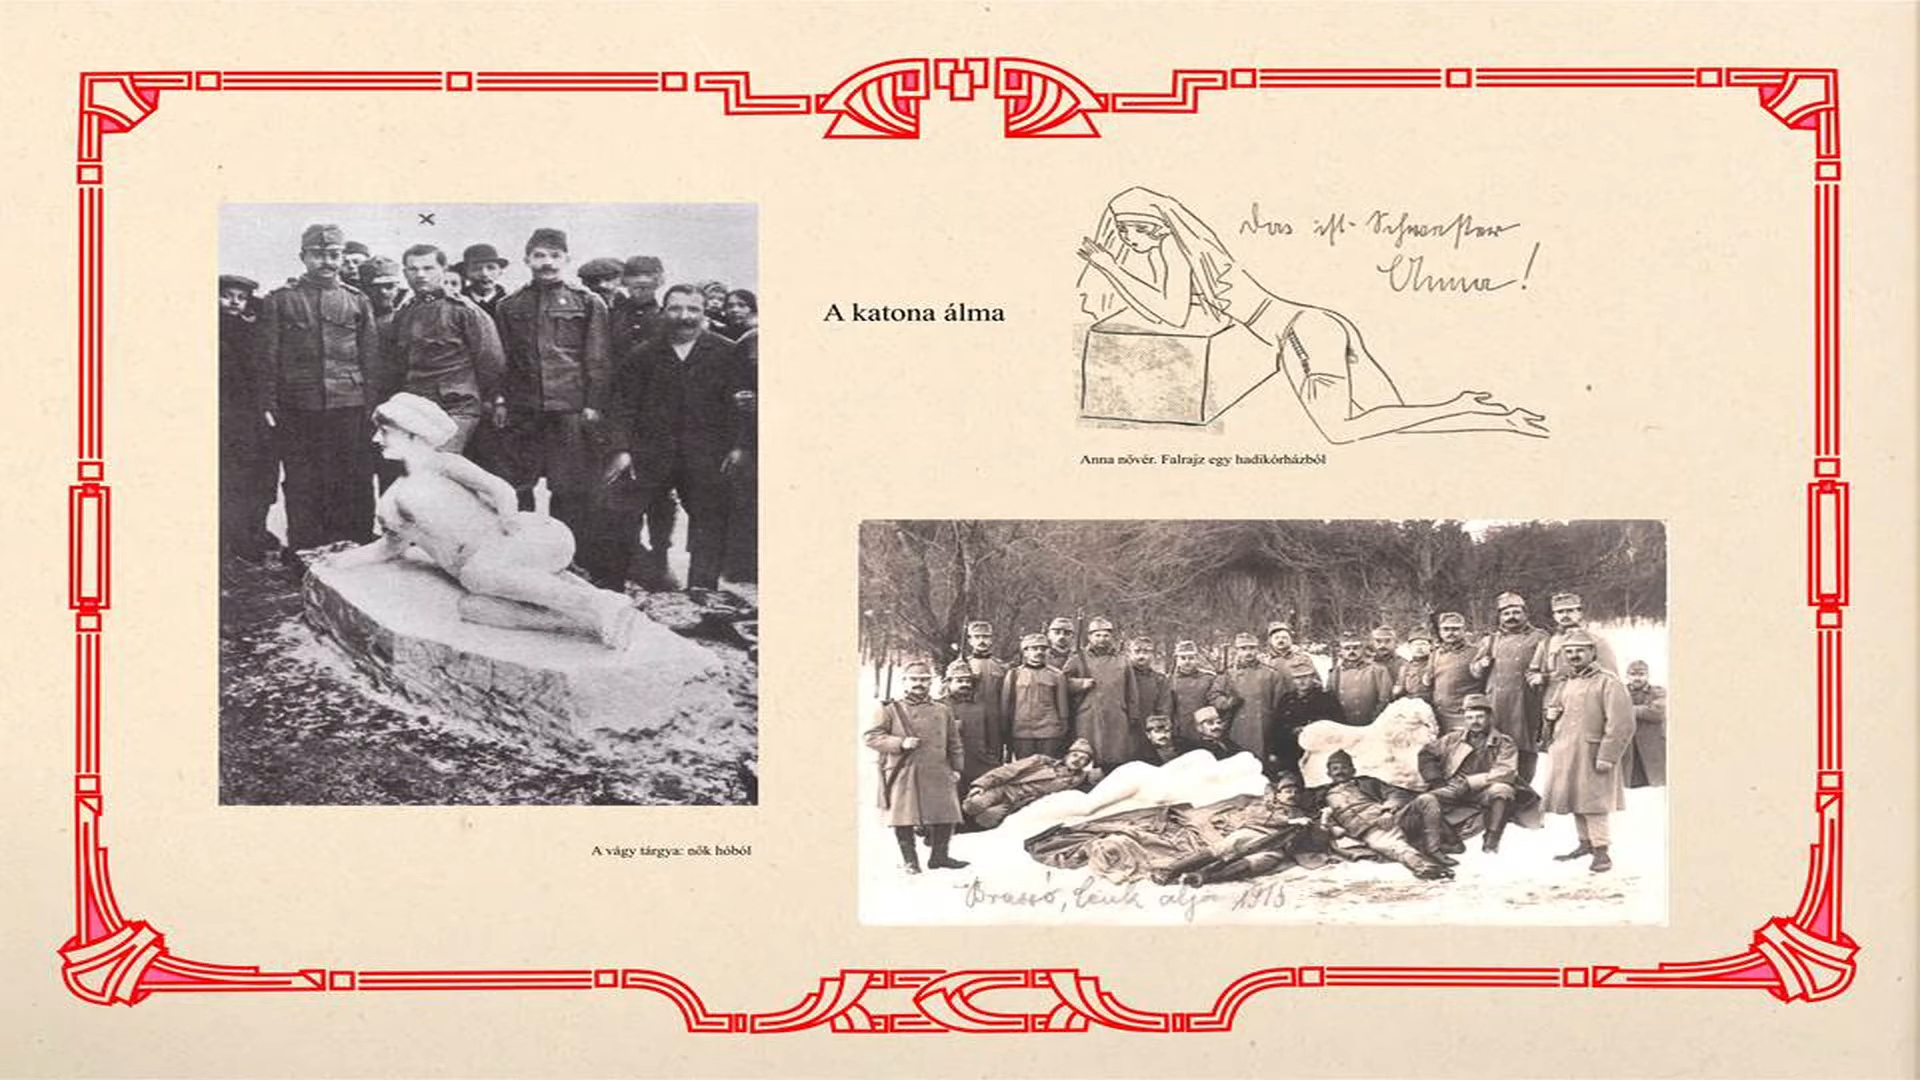 ×
A katona álma
Das ist Schwester
Anna!
Anna nővér. Falrajz egy hadikórházból
A vágy tárgya: nők hóból
Brassó, Cenk alja 1915